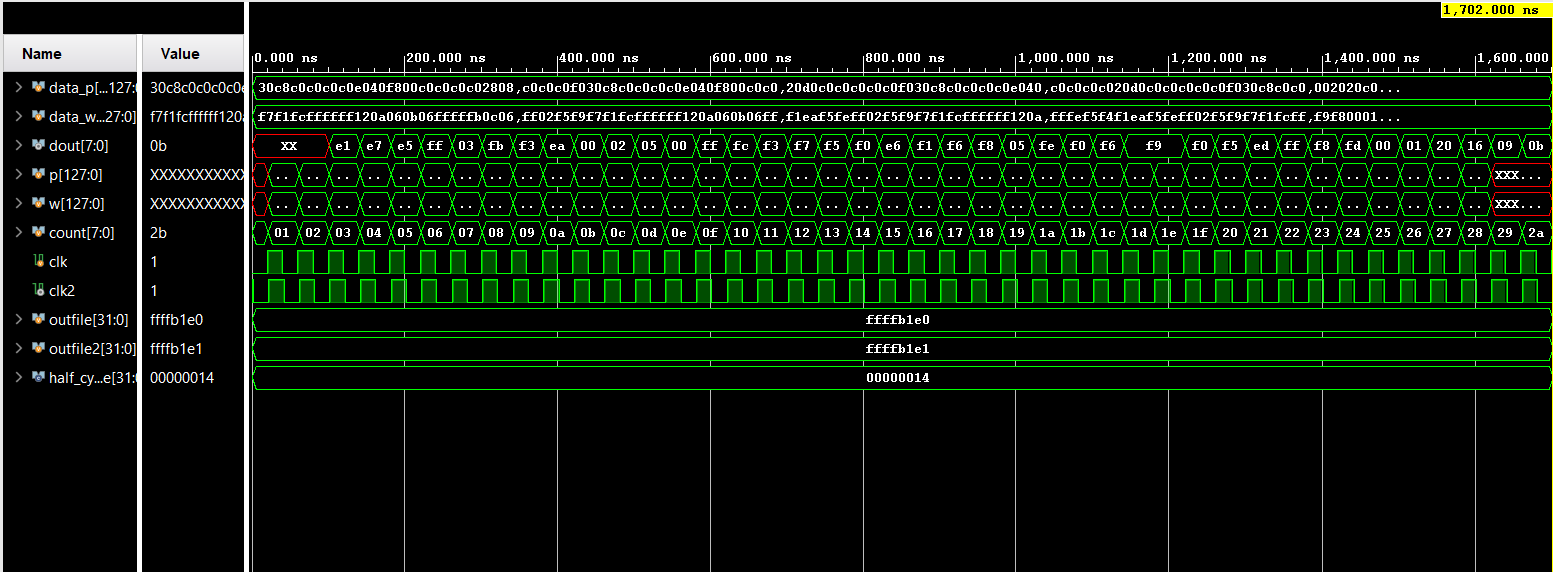 1,702.000 ns
Name Value
0.000 ns 200.000 ns 400.000 ns 600.000 ns 800.000 ns 1,000.000 ns 1,200.000 ns 1,400.000 ns 1,600.000
data_p[...127:0 30c8c0c0c0c0e 30c8c0c0c0c0e040f800c0c0c0c02808,c0c0c0f030c8c0c0c0c0e040f800c0c0,20d0c0c0c0c0c0f030c8c0c0c0c0e040,c0c0c0c020d0c0c0c0c0c0f030c8c0c0,002020c0...
data_w...27:0] f7f1fcffffff120a f7f1fcffffff120a060b06fffffb0c06,ff02f5f9f7f1fcffffff120a060b06ff,f1eaf5feff02f5f9f7f1fcffffff120a,fffef5f4f1eaf5feff02f5f9f7f1fcff,f9f80001...
dout[7:0] 0b XX e1 e7 e5 ff 03 fb f3 ea 00 02 05 00 ff fc f3 f7 f5 f0 e6 f1 f6 f8 05 fe f0 f6 f9 f0 f5 ed ff f8 fd 00 01 20 16 09 0b
p[127:0] XXXXXXXXXXX .. .. .. .. .. .. .. .. .. .. .. .. .. .. .. .. .. .. .. .. .. .. .. .. .. .. .. .. .. .. .. .. .. .. .. .. .. .. .. .. XXX...
w[127:0] XXXXXXXXXXX .. .. .. .. .. .. .. .. .. .. .. .. .. .. .. .. .. .. .. .. .. .. .. .. .. .. .. .. .. .. .. .. .. .. .. .. .. .. .. .. XXX...
count[7:0] 2b 01 02 03 04 05 06 07 08 09 0a 0b 0c 0d 0e 0f 10 11 12 13 14 15 16 17 18 19 1a 1b 1c 1d 1e 1f 20 21 22 23 24 25 26 27 28 29 2a
clk 1
clk2 1
outfile[31:0] ffffb1e0 ffffb1e0
outfile2[31:0] ffffb1e1 ffffb1e1
half_cy...e[31:0 00000014 00000014